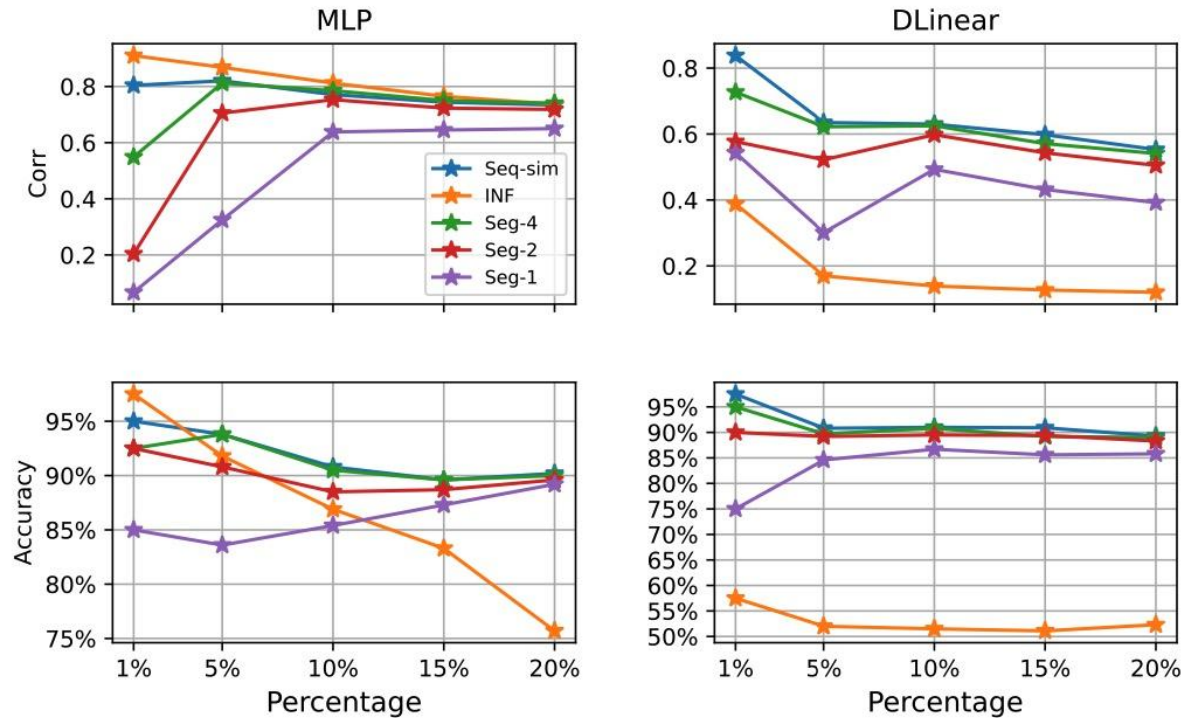 MLP
DLinear
Corr
0.8
0.6
0.4
0.2
Seq-sim
INF
Seg-4
Seg-2
Seg-1
0.8
0.6
0.4
0.2
Accuracy
95%
90%
85%
80%
75%
95%
90%
85%
80%
75%
70%
65%
60%
55%
50%
1% 5% 10% 15% 20%
1% 5% 10% 15% 20%
Percentage
Percentage